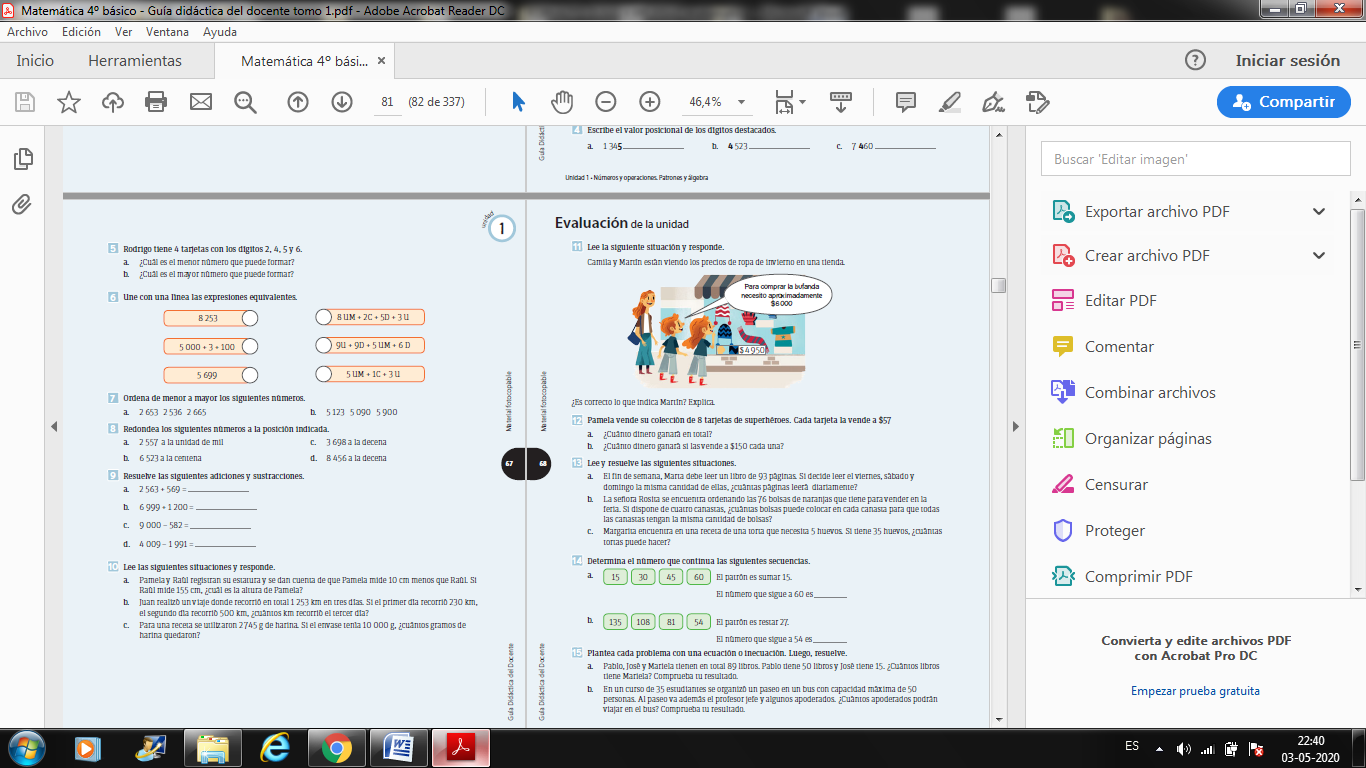 Matemática 4º básico - Guía didáctica del docente tomo 1.pdf - Adobe Acrobat Reader DC
Archivo Edición Ver Ventana Ayuda
Inicio Herramientas Matemática 4º bási... × Iniciar sesión
81 (82 de 337) 46,4% Compartir
Guía Didáctic
4 Escribe el valor posicional de los dígitos destacados.
a. 1 345 b. 4 523 c. 7 460
Unidad 1 • Números y operaciones. Patrones y álgebra
unidad
1
5 Rodrigo tiene 4 tarjetas con los dígitos 2, 4, 5 y 6.
a. ¿Cuál es el menor número que puede formar?
b. ¿Cuál es el mayor número que puede formar?
6 Une con una línea las expresiones equivalentes.
8 253 8 UM + 2C + 5D + 3 U
5 000 + 3 + 100 9U + 9D + 5 UM + 6 D
5 699 5 UM + 1C + 3 U
7 Ordena de menor a mayor los siguientes números.
a. 2 653 2 536 2 665 b. 5 123 5 090 5 900
8 Redondea los siguientes números a la posición indicada.
a. 2 557 a la unidad de mil c. 3 698 a la decena
b. 6 523 a la centena d. 8 456 a la decena
9 Resuelve las siguientes adiciones y sustracciones.
a. 2 563 + 569 =
b. 6 999 + 1 200 =
c. 9 000 – 582 =
d. 4 009 – 1 991 =
10 Lee las siguientes situaciones y responde.
a. Pamela y Raúl registran su estatura y se dan cuenta de que Pamela mide 10 cm menos que Raúl. Si
Raúl mide 155 cm, ¿cuál es la altura de Pamela?
b. Juan realizó un viaje donde recorrió en total 1 253 km en tres días. Si el primer día recorrió 230 km,
el segundo día recorrió 500 km, ¿cuántos km recorrió el tercer día?
c. Para una receta se utilizaron 2 745 g de harina. Si el envase tenía 10 000 g, ¿cuántos gramos de
harina quedaron?
Material fotocopiable
67
Guía Didáctica del Docente
Material fotocopiable
68
Guía Didáctica del Docente
Evaluación de la unidad
11 Lee la siguiente situación y responde.
Camila y Martín están viendo los precios de ropa de invierno en una tienda.
Para comprar la bufanda
necesito aproximadamente
$6 000
$ 4 950
¿Es correcto lo que indica Martín? Explica.
12 Pamela vende su colección de 8 tarjetas de superhéroes. Cada tarjeta la vende a $57
a. ¿Cuánto dinero ganará en total?
b. ¿Cuánto dinero ganará si las vende a $150 cada una?
13 Lee y resuelve las siguientes situaciones.
a. El fin de semana, Marta debe leer un libro de 93 páginas. Si decide leer el viernes, sábado y
domingo la misma cantidad de ellas, ¿cuántas páginas leerá diariamente?
b. La señora Rosita se encuentra ordenando las 76 bolsas de naranjas que tiene para vender en la
feria. Si dispone de cuatro canastas, ¿cuántas bolsas puede colocar en cada canasta para que todas
las canastas tengan la misma cantidad de bolsas?
c. Margarita encuentra en una receta de una torta que necesita 5 huevos. Si tiene 35 huevos, ¿cuántas
tortas puede hacer?
14 Determina el número que continúa las siguientes secuencias.
a. 15 30 45 60 El patrón es sumar 15.
El número que sigue a 60 es
b. 135 108 81 54 El patrón es restar 27.
El número que sigue a 54 es
15 Plantea cada problema con una ecuación o inecuación. Luego, resuelve.
a. Pablo, José y Mariela tienen en total 89 libros. Pablo tiene 50 libros y José tiene 15. ¿Cuántos libros
tiene Mariela? Comprueba tu resultado.
b. En un curso de 35 estudiantes se organizó un paseo en un bus con capacidad máxima de 50
personas. Al paseo va además el profesor jefe y algunos apoderados. ¿Cuántos apoderados podrán
viajar en el bus? Comprueba tu resultado.
Buscar 'Editar imagen'
Exportar archivo PDF
Crear archivo PDF
Editar PDF
Comentar
Combinar archivos
Organizar páginas
Censurar
Proteger
Comprimir PDF
Convierta y edite archivos PDF
con Acrobat Pro DC
Empezar prueba gratuita
ES
22:40
03-05-2020